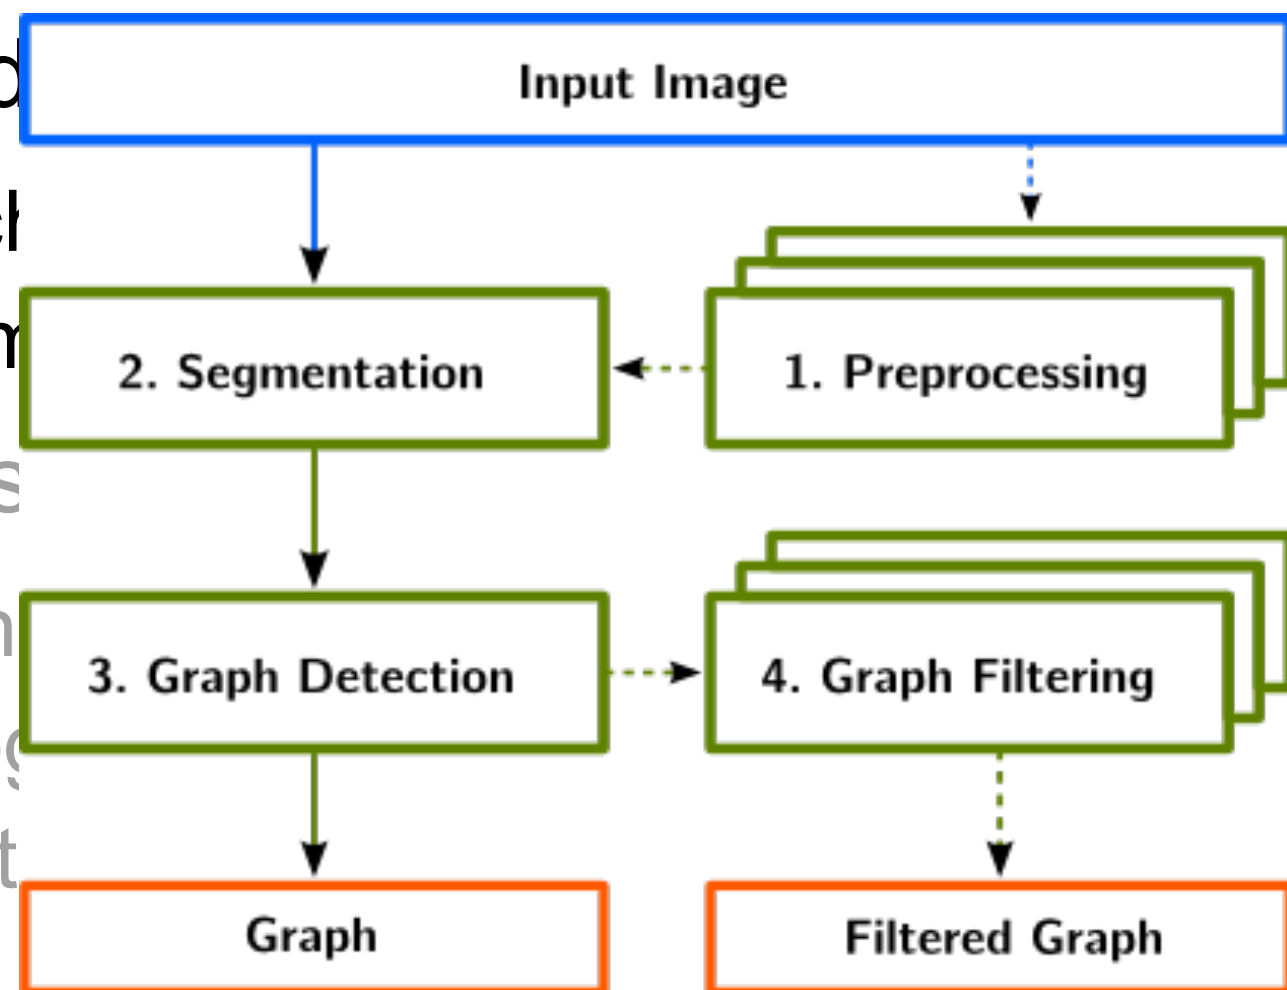 Input Image
2. Segmentation
1. Preprocessing
3. Graph Detection
4. Graph Filtering
Graph
Filtered Graph